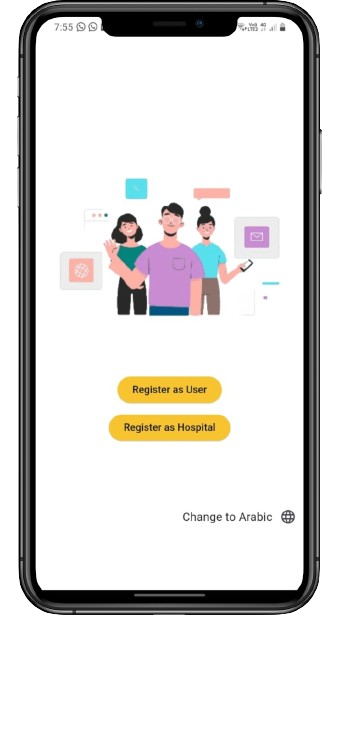 7:55
Register as User
Register as Hospital
Change to Arabic